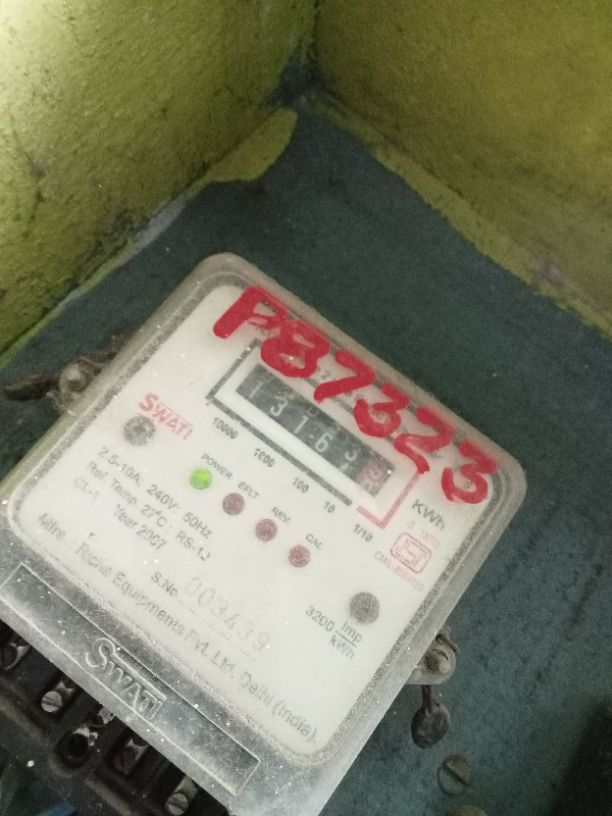 P87323
SWATI
10000 1000 100 10 1/10
KWh
POWER EFLT REV. CAL
2.5-10A; 240V; 50Hz
Ref. Temp. 27°C; RS-1J
CL-1 Year 2007
S.No. 003439
3200 Imp/kWh
Mfrs : Riche Equipments Pvt. Ltd. Delhi (India)
SWATI